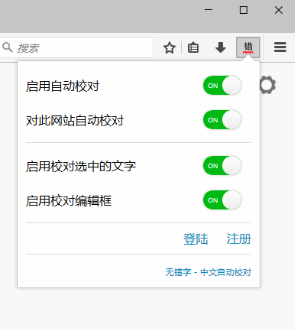 搜索
错
启用自动校对
ON
对此网站自动校对
ON
启用校对选中的文字
ON
启用校对编辑框
ON
登陆 注册
无错字 - 中文自动校对